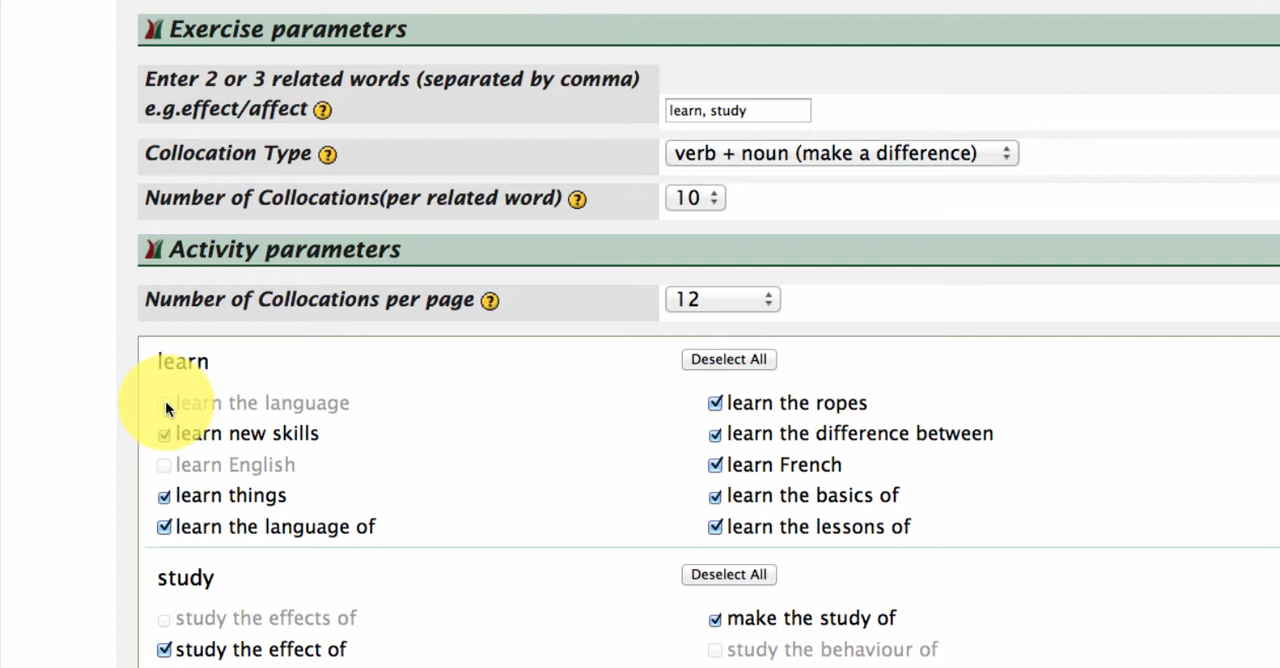 Exercise parameters
Enter 2 or 3 related words (separated by comma)
e.g.effect/affect ?
learn, study
Collocation Type ?
verb + noun (make a difference)
Number of Collocations(per related word) ?
10
Activity parameters
Number of Collocations per page ?
12
learn
Deselect All
learn the language
learn the ropes
learn new skills
learn the difference between
learn English
learn French
learn things
learn the basics of
learn the language of
learn the lessons of
study
Deselect All
study the effects of
make the study of
study the effect of
study the behaviour of